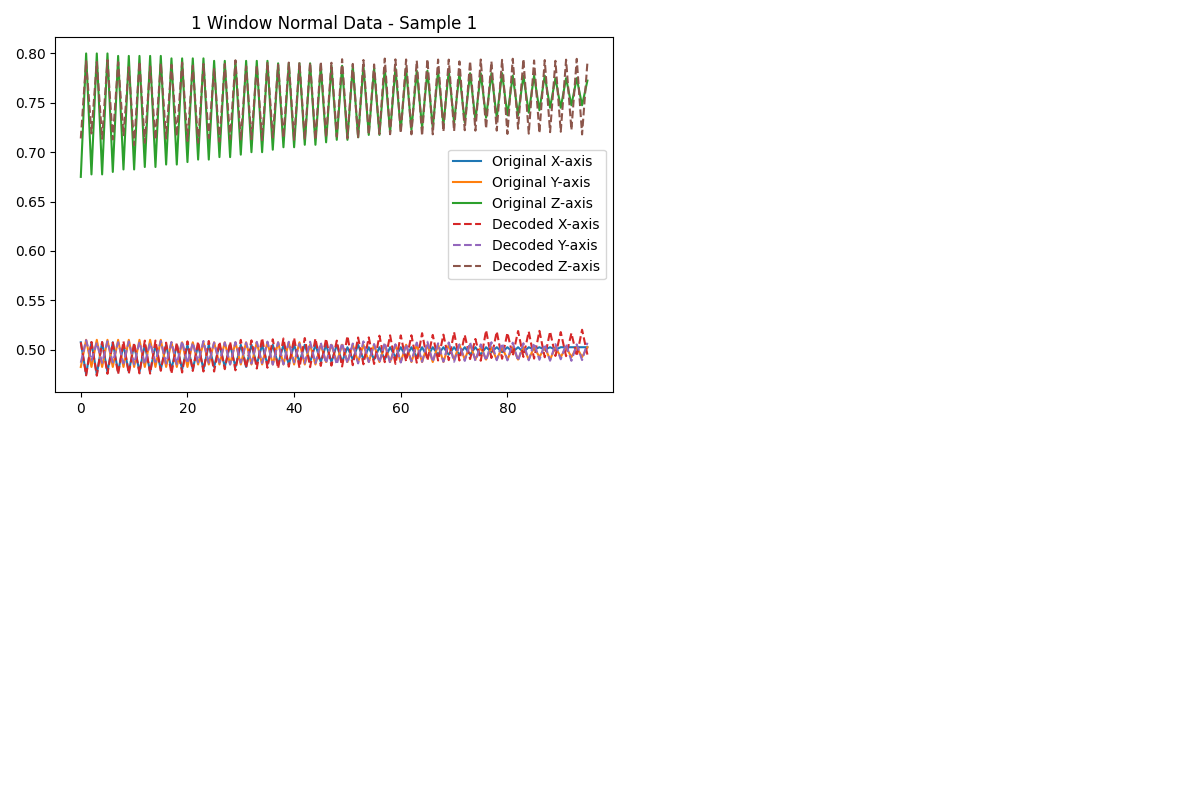 1 Window Normal Data - Sample 1
0.80
0.75
0.70
0.65
0.60
0.55
0.50
Original X-axis
Original Y-axis
Original Z-axis
Decoded X-axis
Decoded Y-axis
Decoded Z-axis
0 20 40 60 80